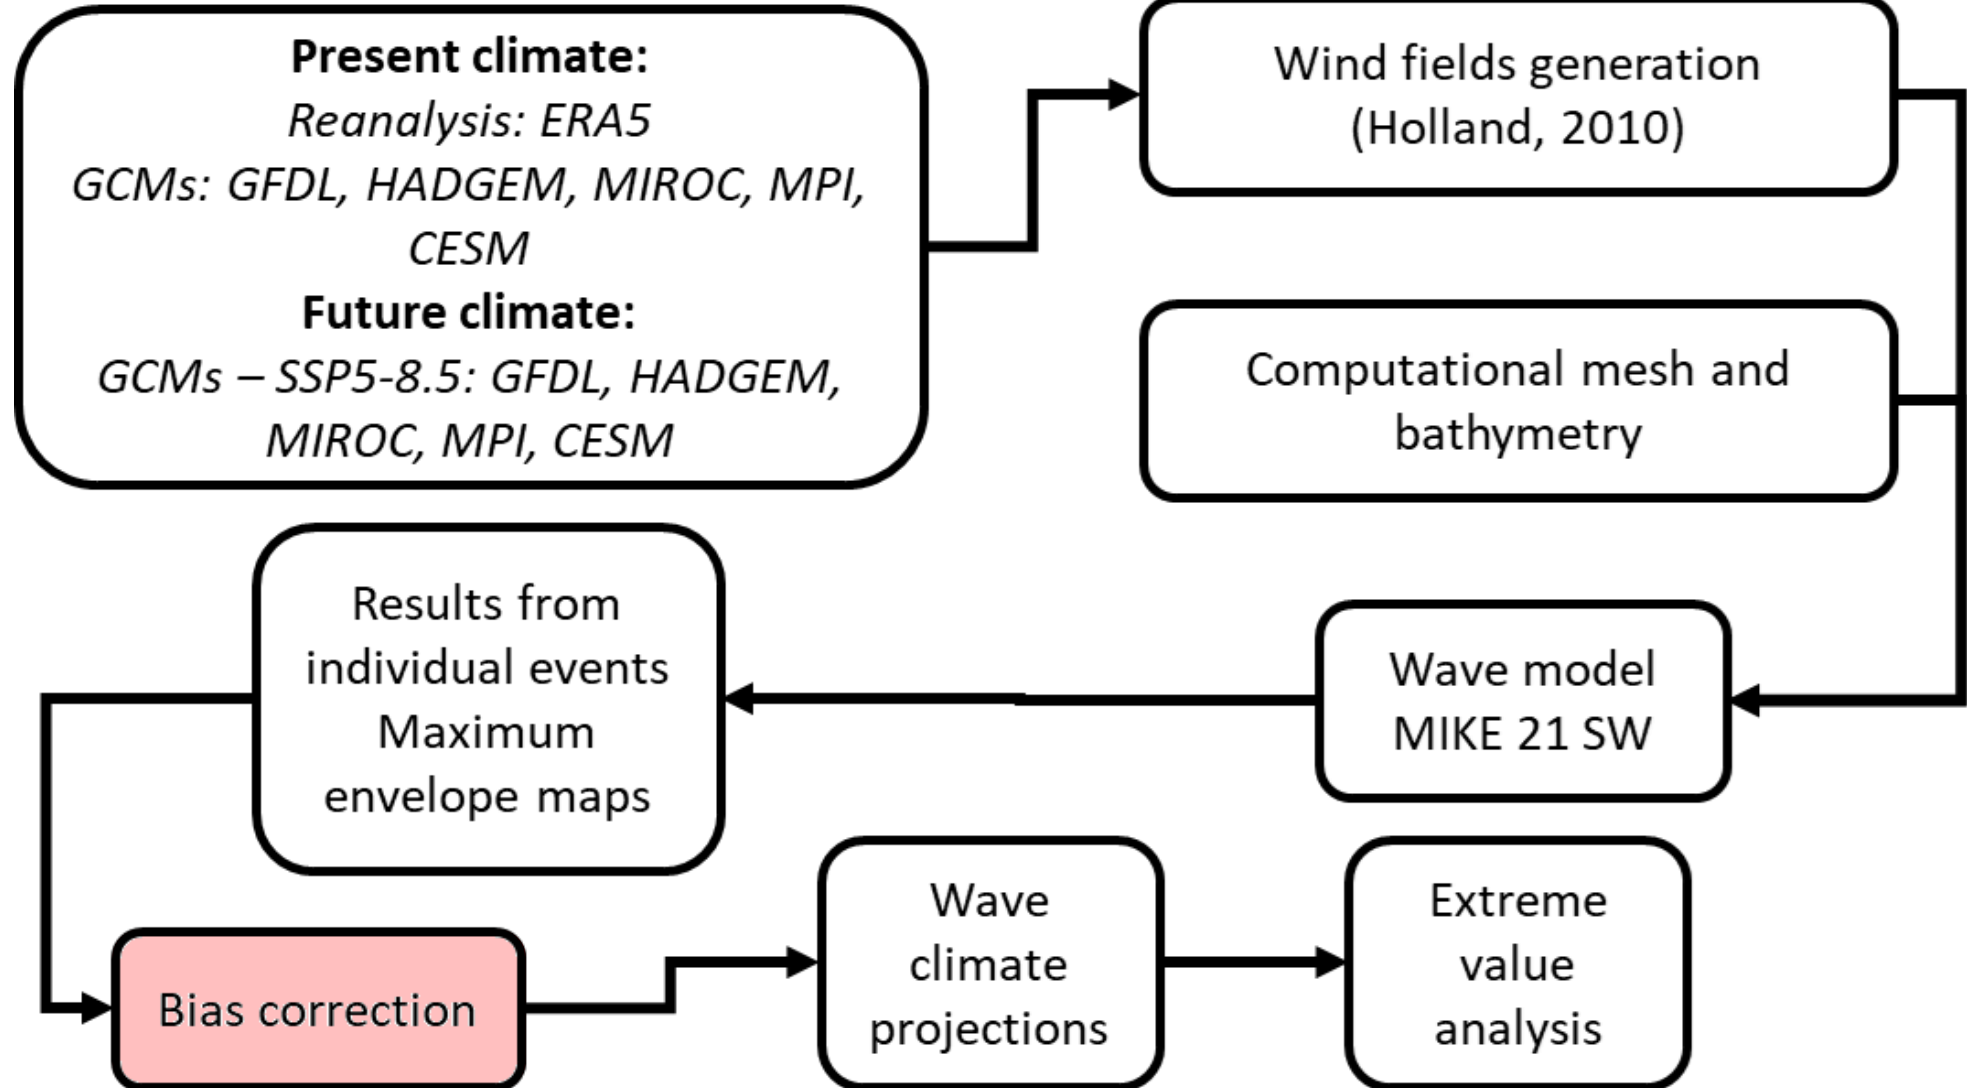 Present climate:
Reanalysis: ERA5
GCMs: GFDL, HADGEM, MIROC, MPI,
CESM
Future climate:
GCMs – SSP5-8.5: GFDL, HADGEM,
MIROC, MPI, CESM
Wind fields generation
(Holland, 2010)
Computational mesh and
bathymetry
Wave model
MIKE 21 SW
Results from
individual events
Maximum
envelope maps
Bias correction
Wave
climate
projections
Extreme
value
analysis